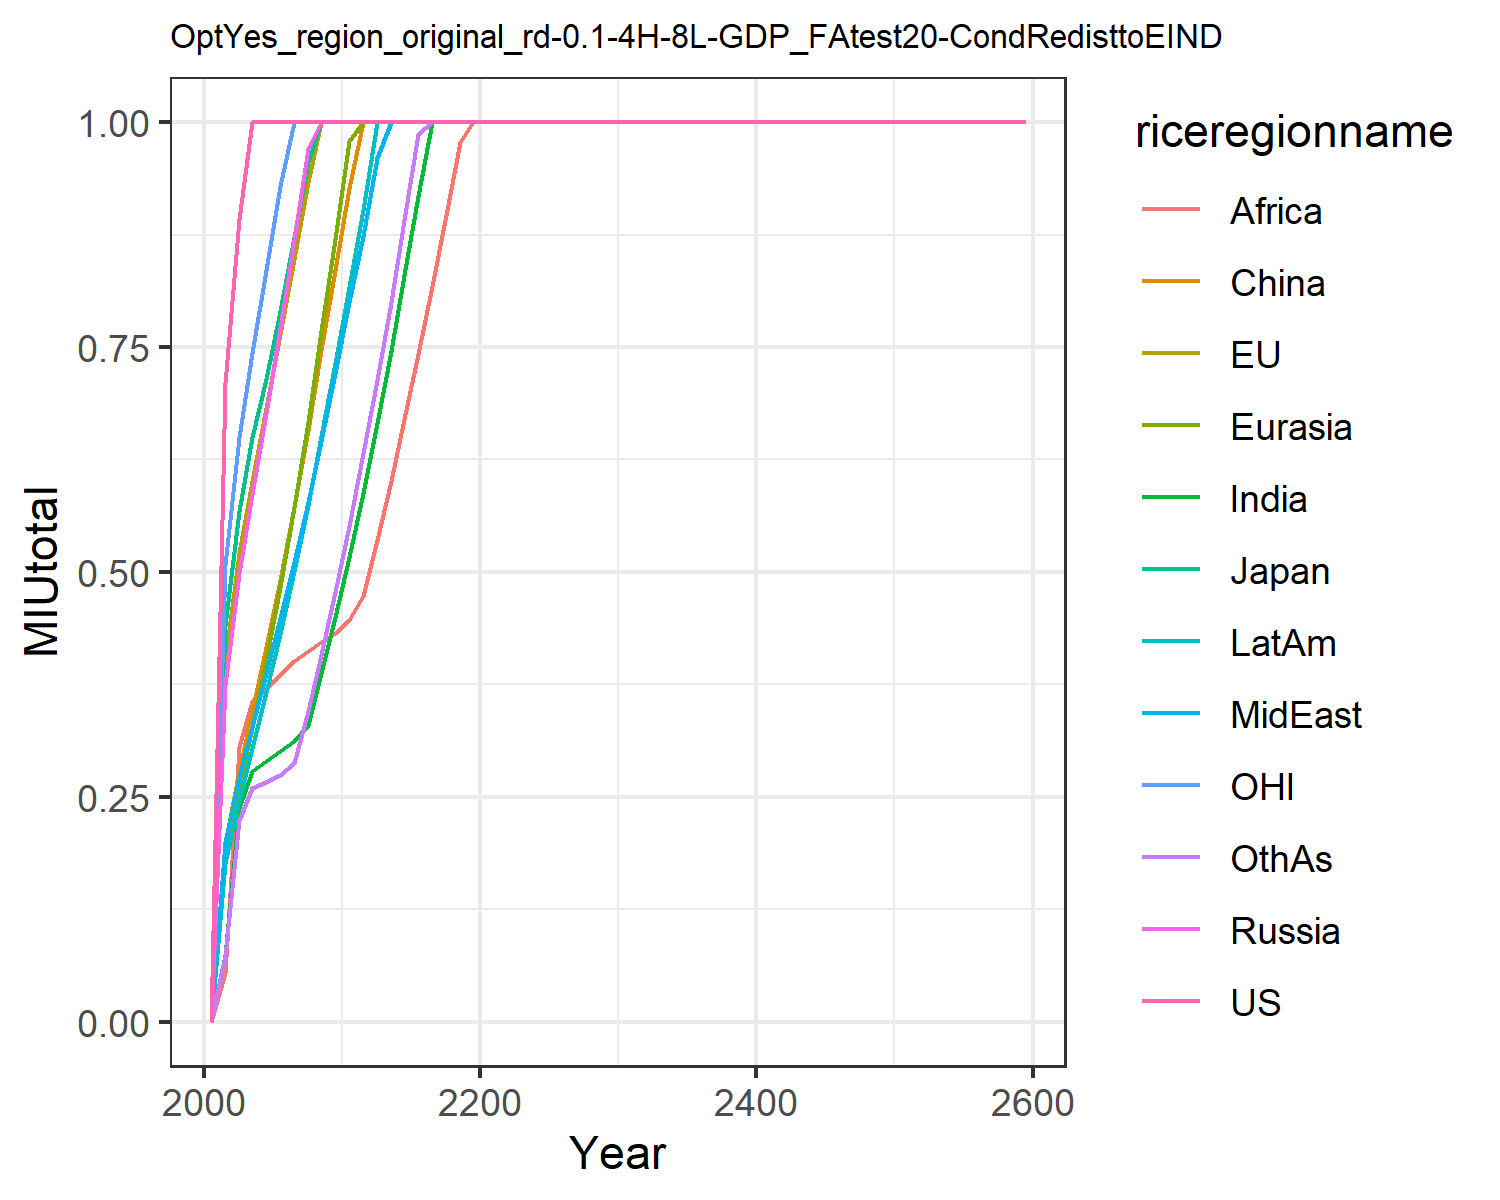 OptYes_region_original_rd-0.1-4H-8L-GDP_FAtest20-CondRedisttoEIND
1.00
0.75
0.50
0.25
0.00
MIUtotal
2000
2200
2400
2600
Year
riceregionname
Africa
China
EU
Eurasia
India
Japan
LatAm
MidEast
OHI
OthAs
Russia
US